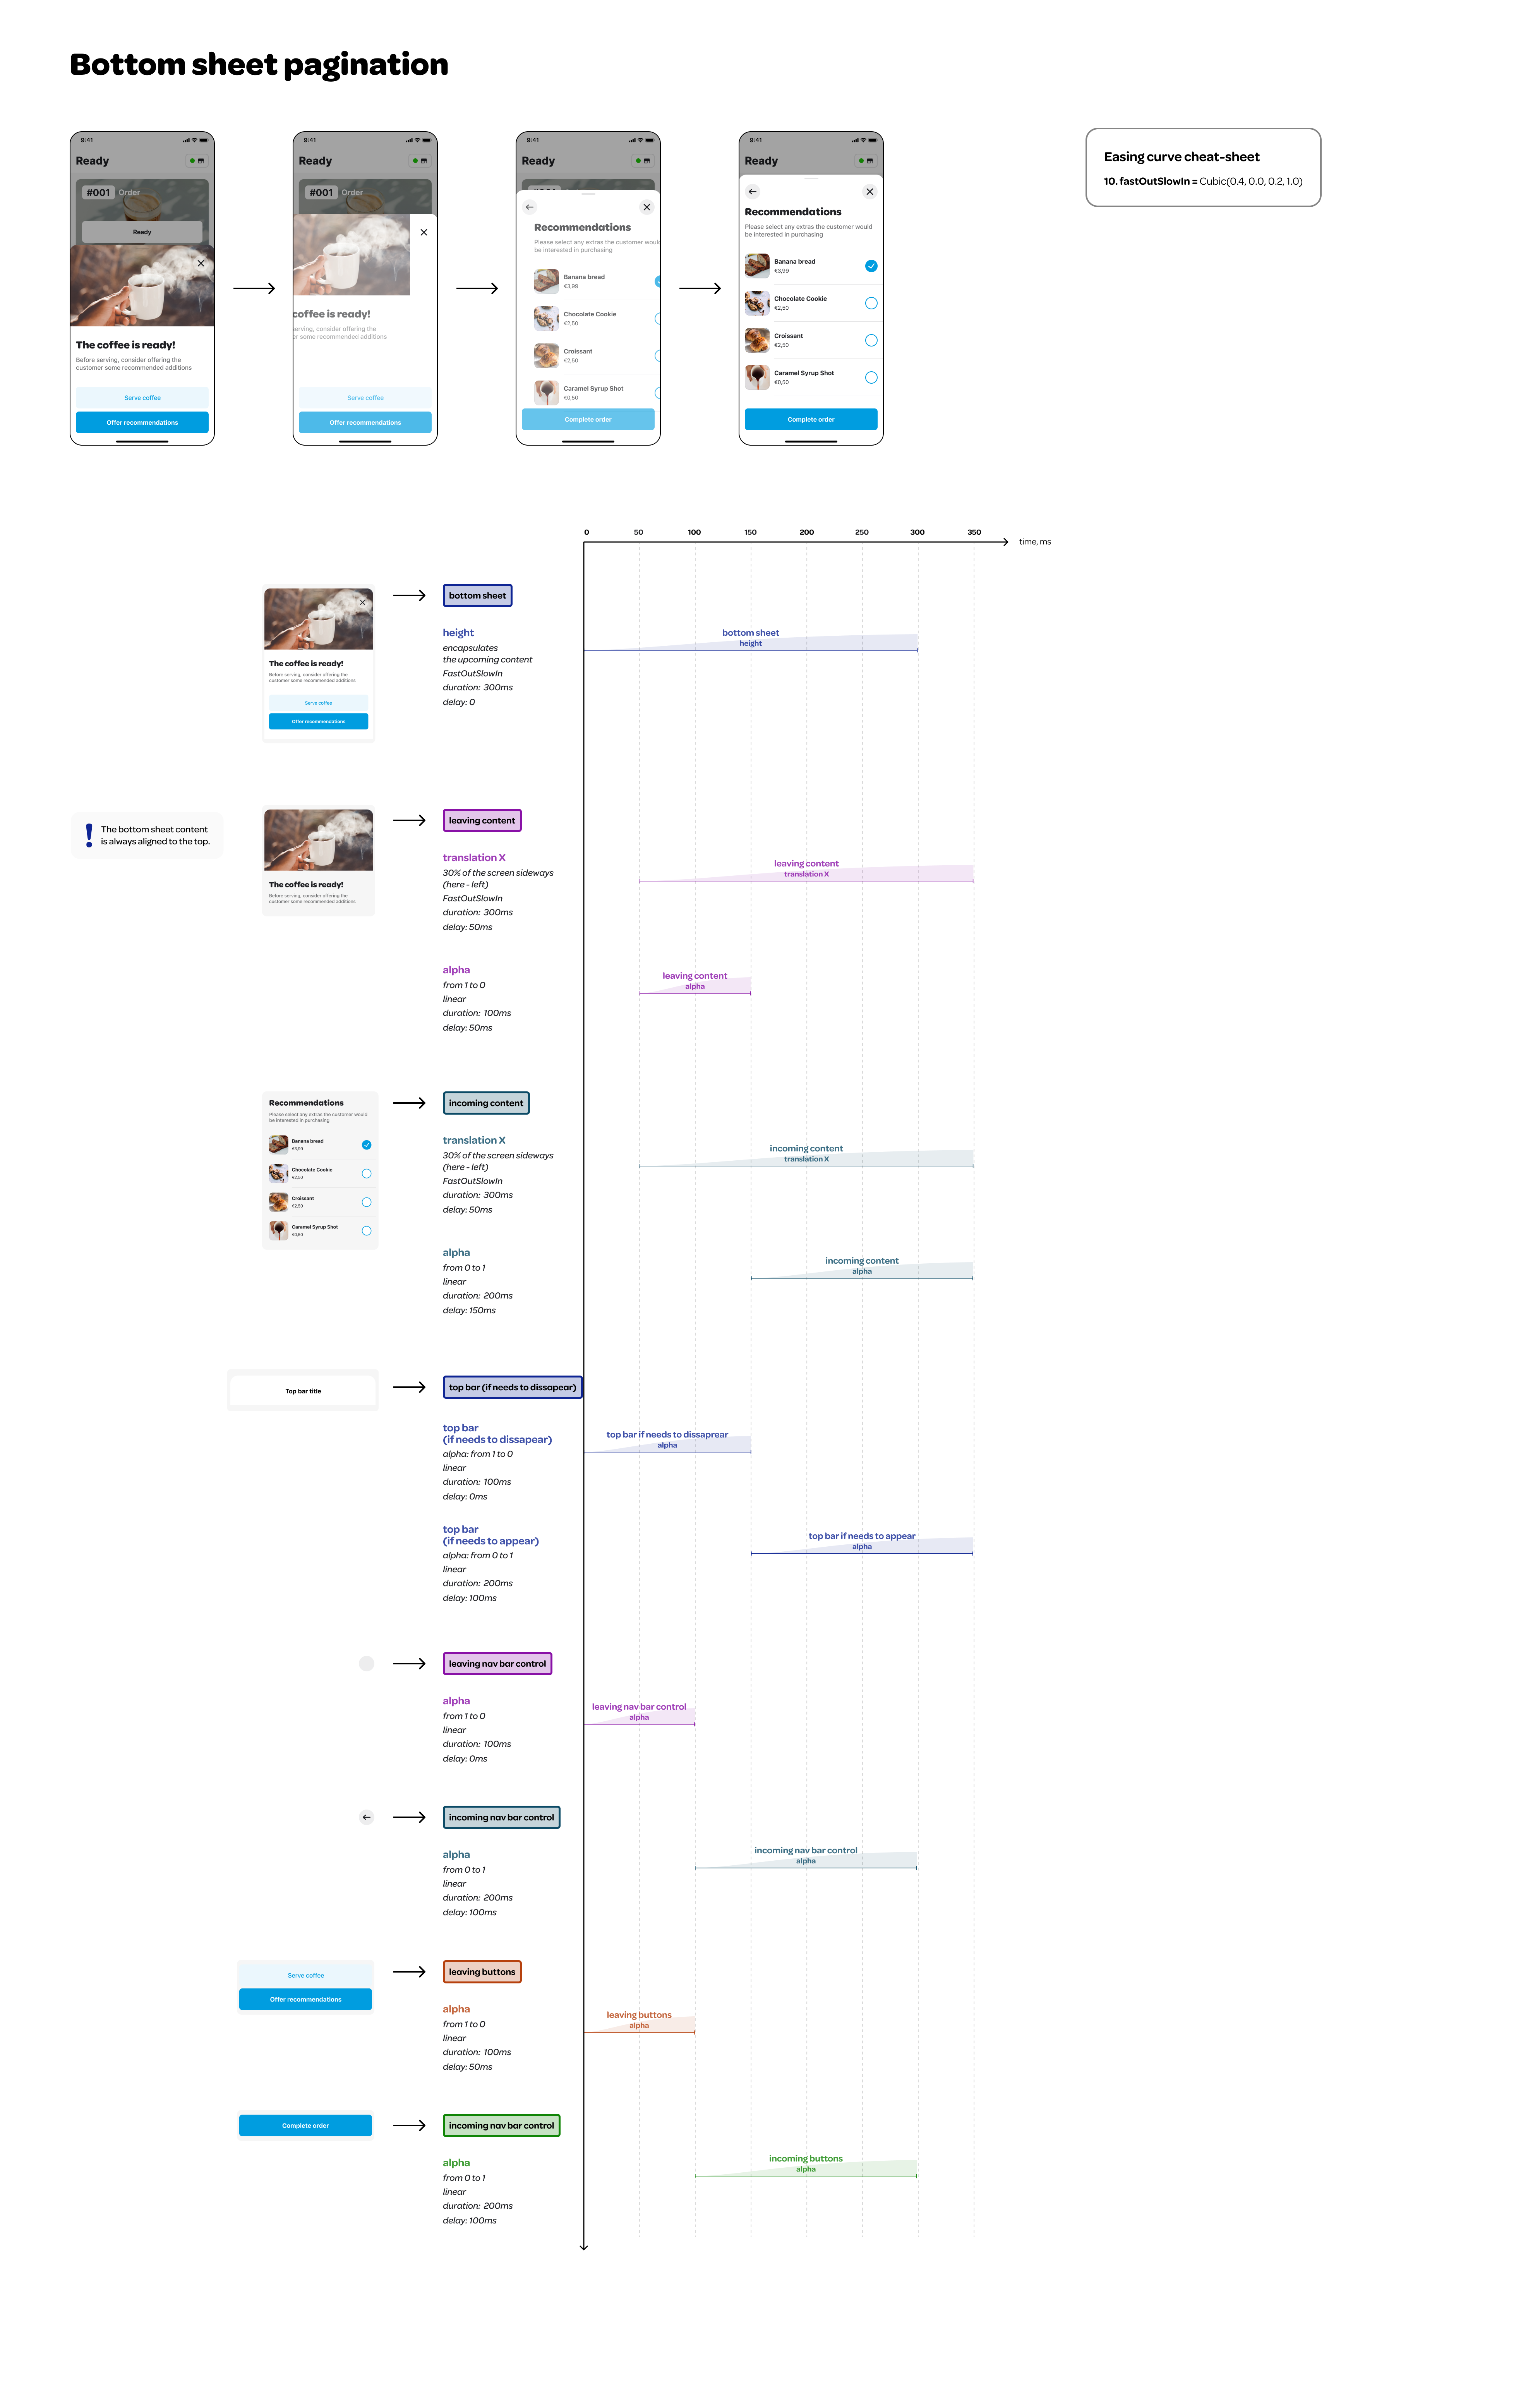 Bottom sheet pagination
9:41
Ready
#001 Order
Ready
The coffee is ready!
Before serving, consider offering the
customer some recommended additions
Serve coffee
Offer recommendations
9:41
Ready
#001 Order
coffee is ready!
erving, consider offering the
er some recommended additions
Serve coffee
Offer recommendations
9:41
Ready
Recommendations
Please select any extras the customer would
be interested in purchasing
Banana bread
€3,99
Chocolate Cookie
€2,50
Croissant
€2,50
Caramel Syrup Shot
€0,50
Complete order
9:41
Ready
Recommendations
Please select any extras the customer would
be interested in purchasing
Banana bread
€3,99
Chocolate Cookie
€2,50
Croissant
€2,50
Caramel Syrup Shot
€0,50
Complete order
Easing curve cheat-sheet
10. fastOutSlowIn = Cubic(0.4, 0.0, 0.2, 1.0)
0 50 100 150 200 250 300 350
time, ms
The coffee is ready!
Before serving, consider offering the
customer some recommended additions
Serve coffee
Offer recommendations
bottom sheet
height
encapsulates
the upcoming content
FastOutSlowIn
duration: 300ms
delay: 0
bottom sheet
height
! The bottom sheet content
is always aligned to the top.
The coffee is ready!
Before serving, consider offering the
customer some recommended additions
leaving content
translation X
30% of the screen sideways
(here - left)
FastOutSlowIn
duration: 300ms
delay: 50ms
leaving content
translation X
alpha
from 1 to 0
linear
duration: 100ms
delay: 50ms
leaving content
alpha
Recommendations
Please select any extras the customer would
be interested in purchasing
Banana bread
€3,99
Chocolate Cookie
€2,50
Croissant
€2,50
Caramel Syrup Shot
€0,50
incoming content
translation X
30% of the screen sideways
(here - left)
FastOutSlowIn
duration: 300ms
delay: 50ms
incoming content
translation X
alpha
from 0 to 1
linear
duration: 200ms
delay: 150ms
incoming content
alpha
Top bar title
top bar (if needs to dissapear)
top bar
(if needs to dissapear)
alpha: from 1 to 0
linear
duration: 100ms
delay: 0ms
top bar if needs to dissaprear
alpha
top bar
(if needs to appear)
alpha: from 0 to 1
linear
duration: 200ms
delay: 100ms
top bar if needs to appear
alpha
leaving nav bar control
alpha
from 1 to 0
linear
duration: 100ms
delay: 0ms
leaving nav bar control
alpha
incoming nav bar control
alpha
from 0 to 1
linear
duration: 200ms
delay: 100ms
incoming nav bar control
alpha
Serve coffee
Offer recommendations
leaving buttons
alpha
from 1 to 0
linear
duration: 100ms
delay: 50ms
leaving buttons
alpha
Complete order
incoming nav bar control
alpha
from 0 to 1
linear
duration: 200ms
delay: 100ms
incoming buttons
alpha